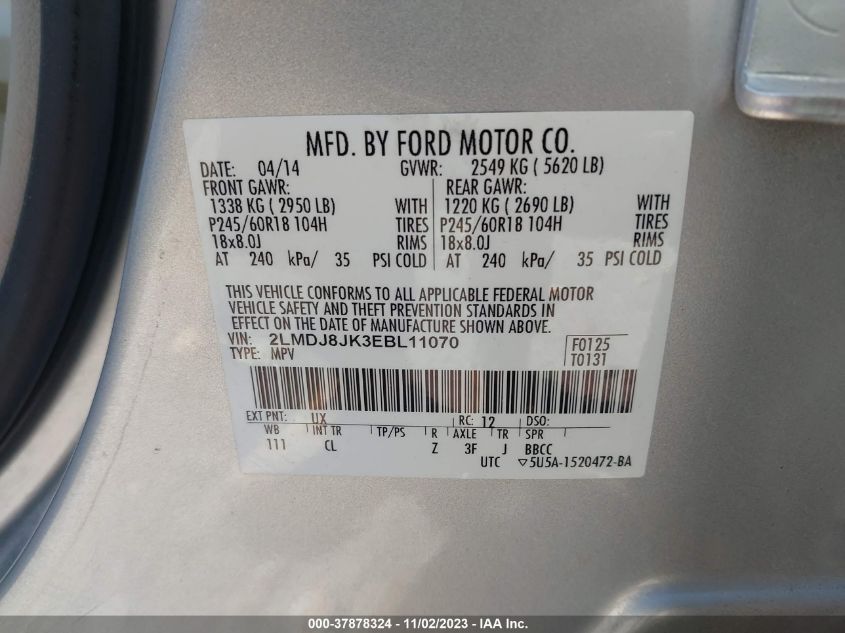 MFD. BY FORD MOTOR CO.
DATE: 04/14 GVWR: 2549 KG ( 5620 LB)
FRONT GAWR: REAR GAWR:
1338 KG ( 2950 LB) WITH 1220 KG ( 2690 LB) WITH
P245/60R18 104H TIRES P245/60R18 104H TIRES
18x8.0J RIMS 18x8.0J RIMS
AT 240 kPa/ 35 PSI COLD AT 240 kPa/ 35 PSI COLD
THIS VEHICLE CONFORMS TO ALL APPLICABLE FEDERAL MOTOR
VEHICLE SAFETY AND THEFT PREVENTION STANDARDS IN
EFFECT ON THE DATE OF MANUFACTURE SHOWN ABOVE.
VIN: 2LMDJ8JK3EBL11070 F0125
TYPE: MPV T0131
EXT PNT: UX RC: 12 DSO:
WB INT TR TP/PS R AXLE TR SPR
111 CL Z 3F J BBCC
UTC ▽5U5A-1520472-BA
000-37878324 - 11/02/2023 - IAAI.com